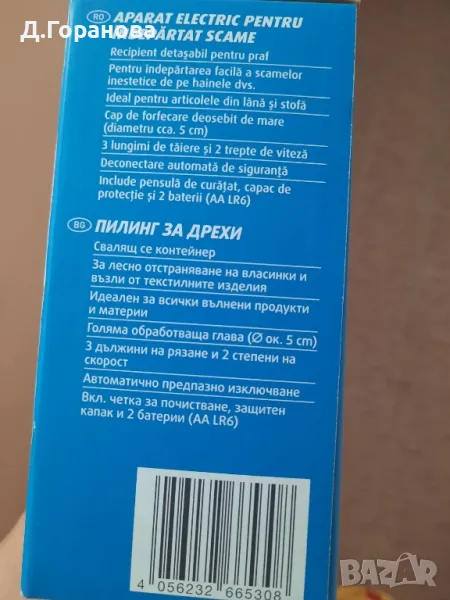 Д.Горанова
RO APARAT ELECTRIC PENTRU
ÎNDEPĂRTAT SCAME
Recipient detașabil pentru praf
Pentru îndepărtarea facilă a scamelor
inestetice de pe hainele dvs.
Ideal pentru articolele din lână și stofă
Cap de forfecare deosebit de mare
(diametru cca. 5 cm)
3 lungimi de tăiere și 2 trepte de viteză
Deconectare automată de siguranță
Include pensulă de curățat, capac de
protecție și 2 baterii (AA LR6)
BG ПИЛИНГ ЗА ДРЕХИ
Свалящ се контейнер
За лесно отстраняване на власинки и
възли от текстилните изделия
Идеален за всички вълнени продукти
и материи
Голяма обработваща глава (Ø ок. 5 cm)
3 дължини на рязане и 2 степени на
скорост
Автоматично предпазно изключване
Вкл. четка за почистване, защитен
капак и 2 батерии (AA LR6)
4 056232 665308
BAZAR